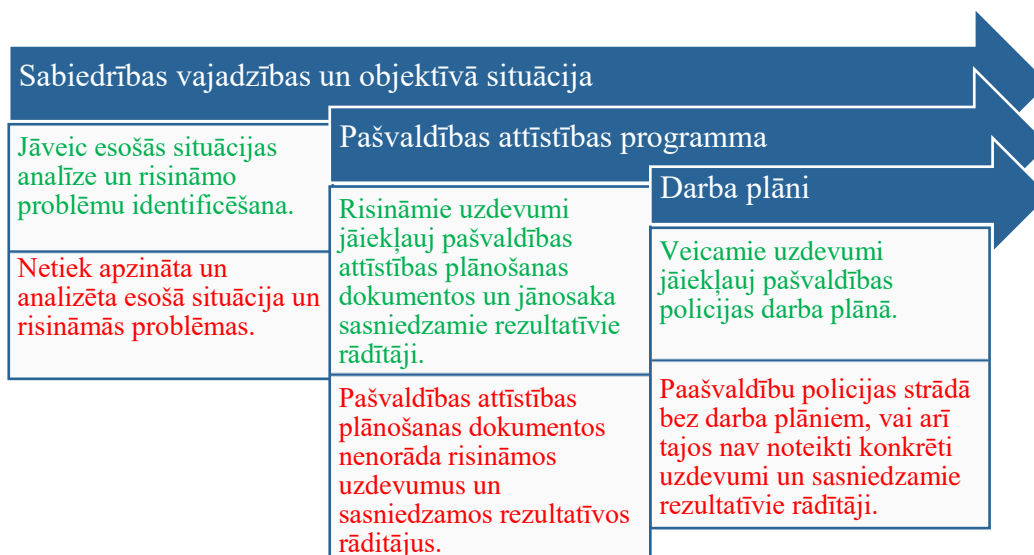 Sabiedrības vajadzības un objektīvā situācija
Jāveic esošās situācijas
analīze un risināmo
problēmu identificēšana.
Netiek apzināta un
analizēta esošā situācija un
risināmās problēmas.
Pašvaldības attīstības programma
Risināmie uzdevumi
jāiekļauj pašvaldības
attīstības plānošanas
dokumentos un jānosaka
sasniedzamie rezultatīvie
rādītāji.
Pašvaldības attīstības
plānošanas dokumentos
nenorāda risināmos
uzdevumus un
sasniedzamos rezultatīvos
rāditājus.
Darba plāni
Veicamie uzdevumi
jāiekļauj pašvaldības
policijas darba plānā.
Paašvaldību policijas strādā
bez darba plāniem, vai arī
tajos nav noteikti konkrēti
uzdevumi un sasniedzamie
rezultatīvie rādītāji.